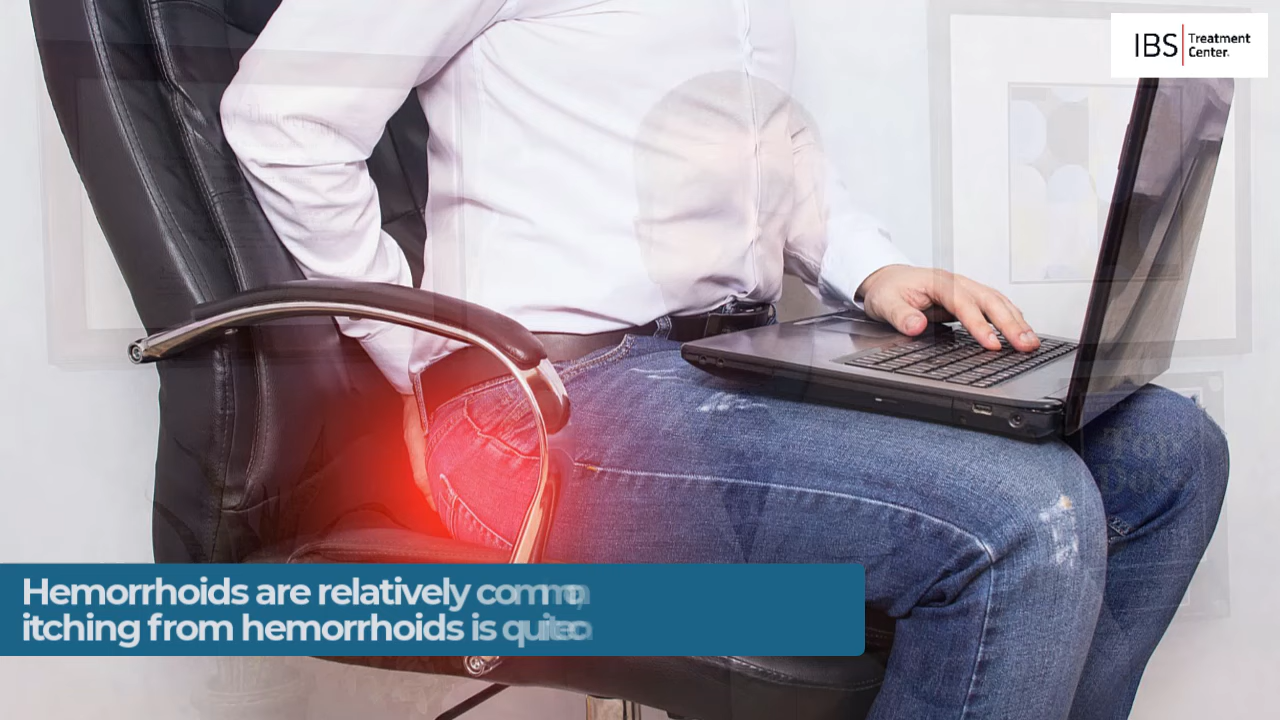 IBS Treatment
Center.
Hemorrhoids are relatively
itching from hemorrhoids is